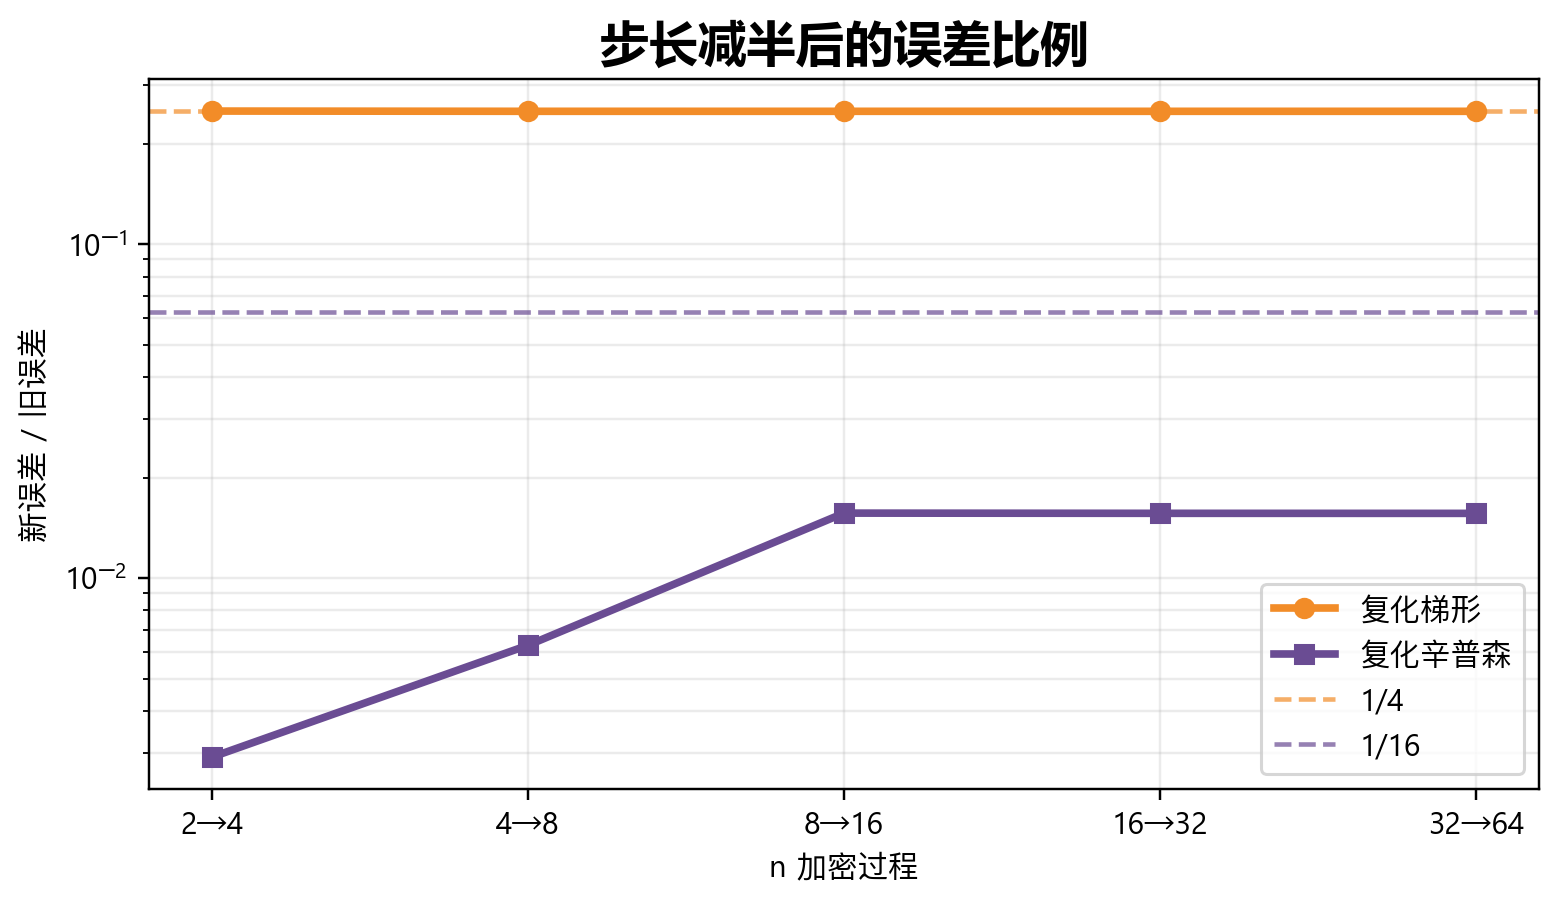 步长减半后的误差比例
新误差 / 旧误差
10⁻¹
10⁻²
复化梯形
复化辛普森
1/4
1/16
2→4
4→8
8→16
16→32
32→64
n 加密过程